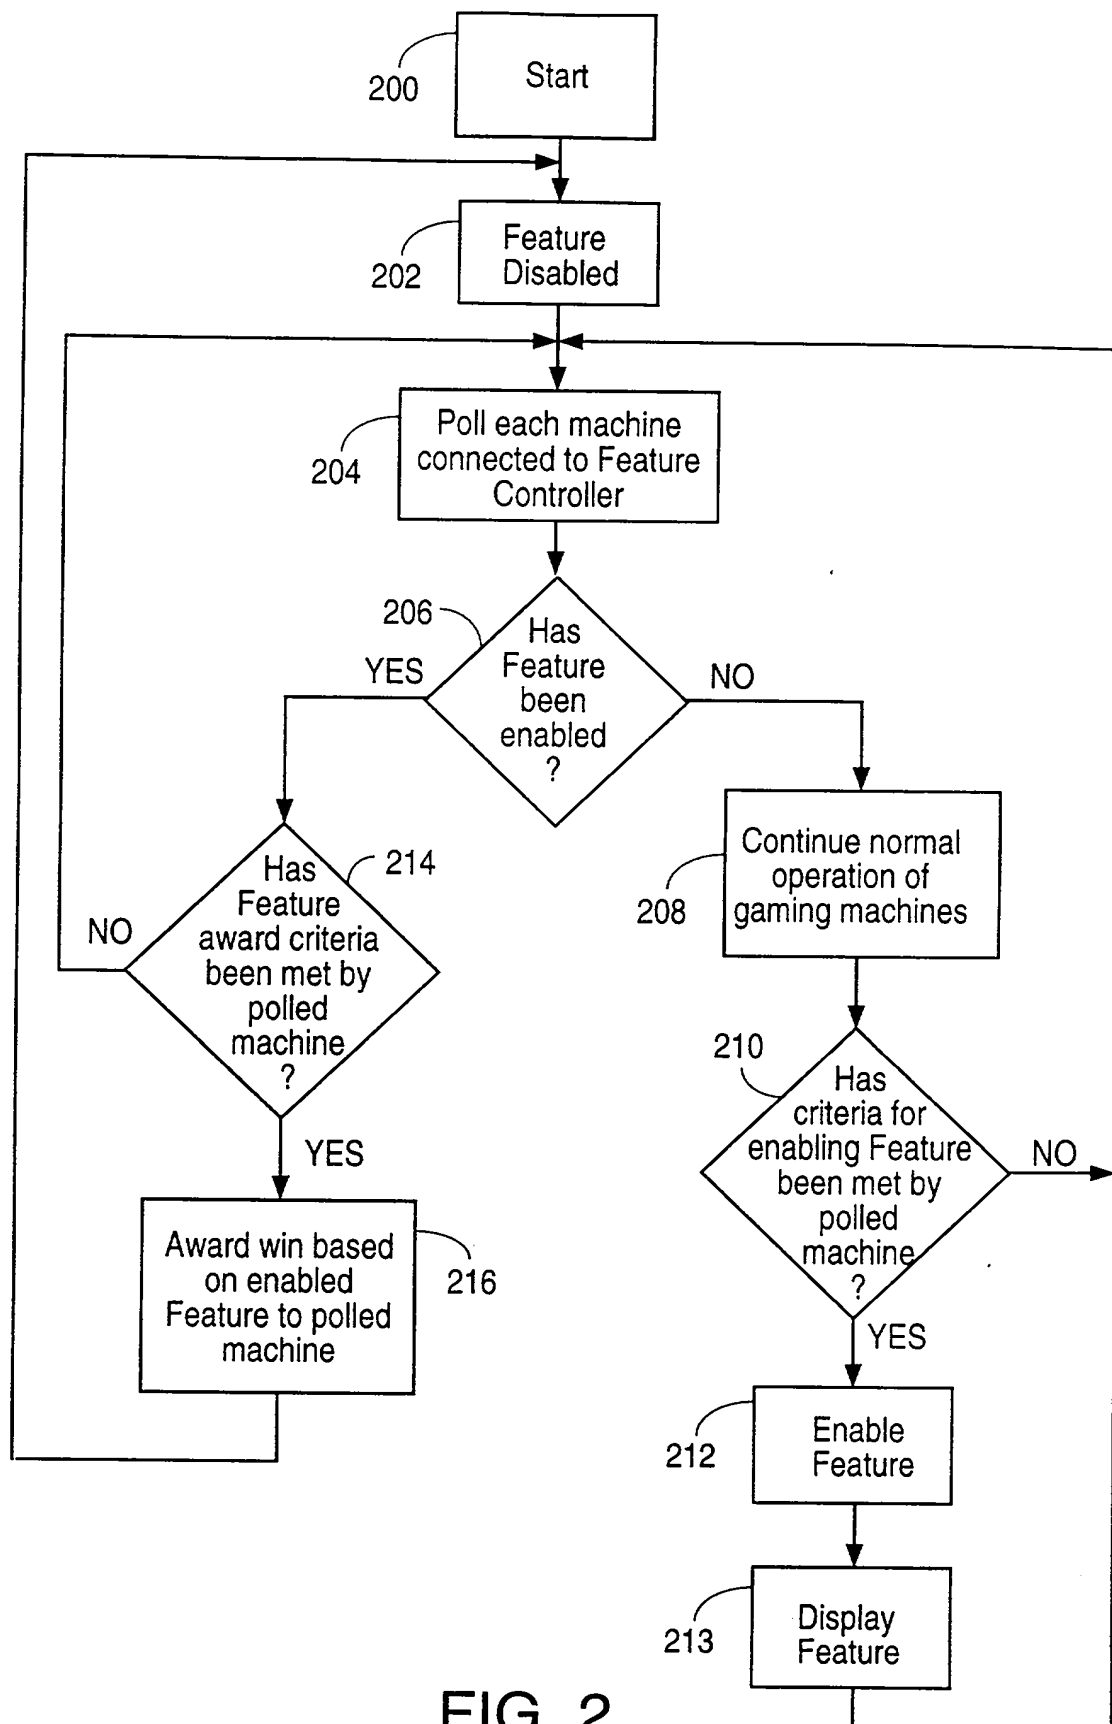 Start
200
Feature
Disabled
202
Poll each machine
connected to Feature
Controller
204
206
Has
Feature
been
enabled
?
YES
NO
214
Has
Feature
award criteria
been met by
polled
machine
?
NO
YES
Continue normal
operation of
gaming machines
208
210
Has
criteria for
enabling Feature
been met by
polled
machine
?
NO
YES
Award win based
on enabled
Feature to polled
machine
216
Enable
Feature
212
Display
Feature
213
FIG. 2